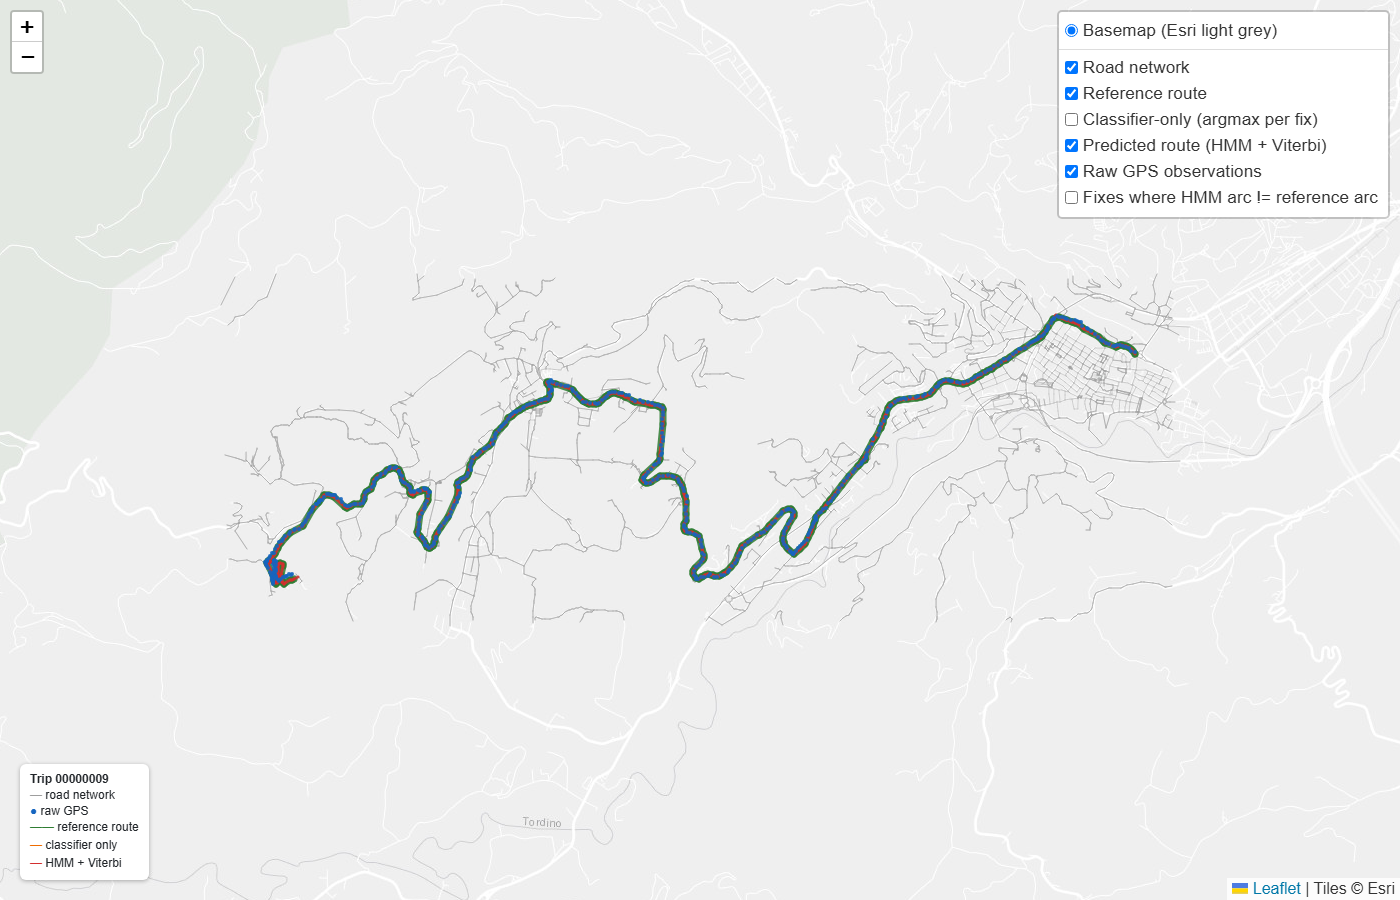 +
−
Basemap (Esri light grey)
Road network
Reference route
Classifier-only (argmax per fix)
Predicted route (HMM + Viterbi)
Raw GPS observations
Fixes where HMM arc != reference arc
Tordino
Trip 00000009
road network
raw GPS
reference route
classifier only
HMM + Viterbi
Leaflet | Tiles © Esri